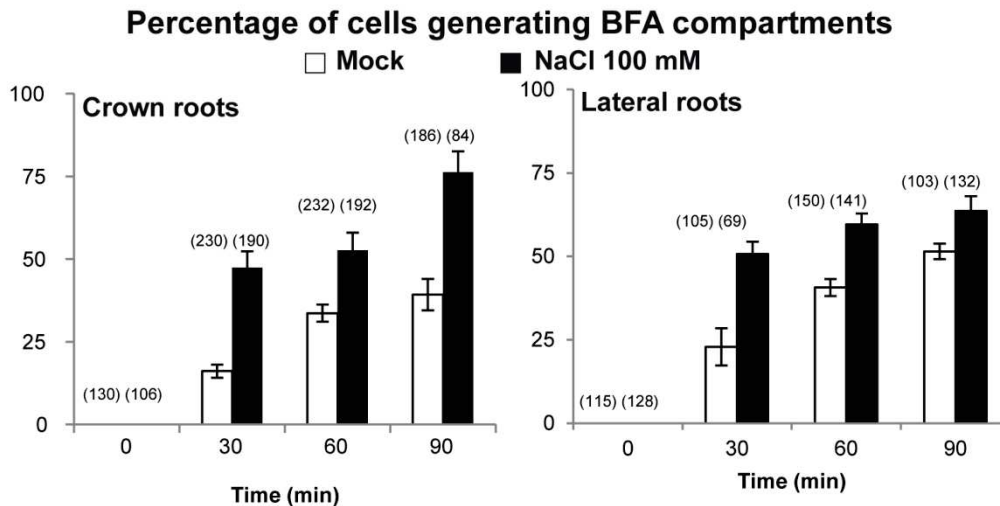 Percentage of cells generating BFA compartments
Mock NaCl 100 mM
Crown roots
100
75
50
25
0
(130) (106)
(230) (190)
(232) (192)
(186) (84)
0 30 60 90
Time (min)
Lateral roots
100
75
50
25
0
(115) (128)
(105) (69)
(150) (141)
(103) (132)
0 30 60 90
Time (min)